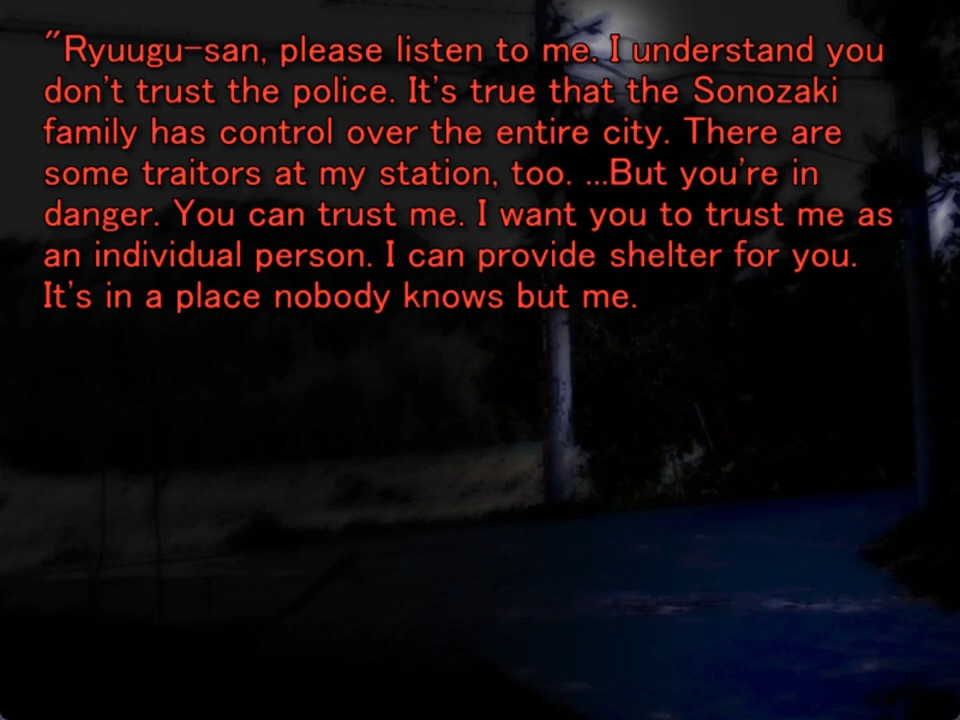 "Ryuugu-san, please listen to me. I understand you
don't trust the police. It's true that the Sonozaki
family has control over the entire city. There are
some traitors at my station, too. ...But you're in
danger. You can trust me. I want you to trust me as
an individual person. I can provide shelter for you.
It's in a place nobody knows but me.